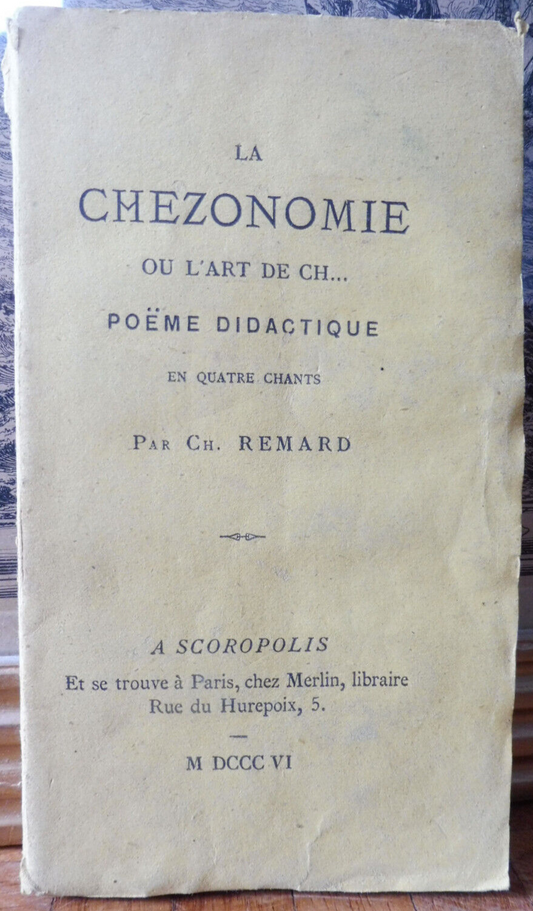 LA
CHEZONOMIE
OU L'ART DE CH...
POËME DIDACTIQUE
EN QUATRE CHANTS
PAR CH. REMARD
A SCOROPOLIS
Et se trouve à Paris, chez Merlin, libraire
Rue du Hurepoix, 5.
M DCCC VI